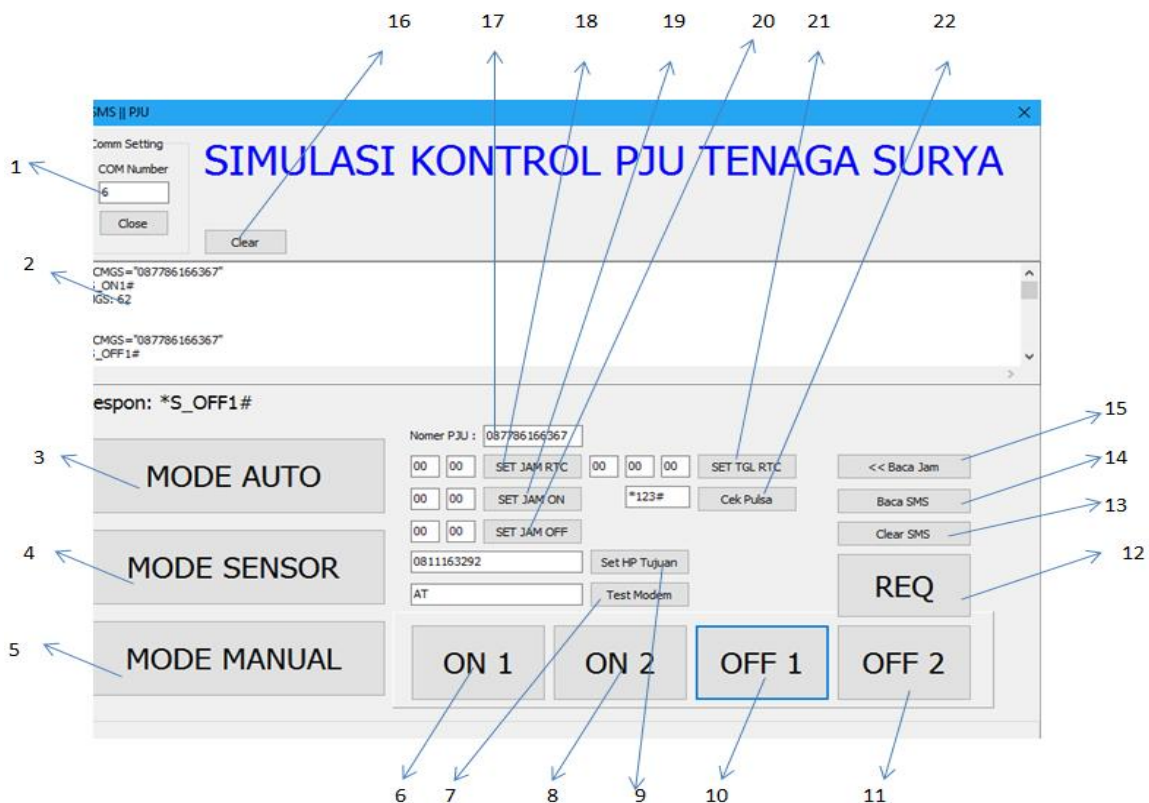 16 17 18 19 20 21 22
SMS || PJU
Comm Setting
1
COM Number
SIMULASI KONTROL PJU TENAGA SURYA
6
Close
Clear
2
CMGS="087786166367"
S_ON1#
MGS: 62
CMGS="087786166367"
S_OFF1#
espon: *S_OFF1#
Nomer PJU : 087786166367
15
3
MODE AUTO
00 00 SET JAM RTC 00 00 00 SET TGL RTC << Baca Jam
14
00 00 SET JAM ON *123# Cek Pulsa Baca SMS
13
00 00 SET JAM OFF Clear SMS
4
MODE SENSOR
0811163292 Set HP Tujuan
12
REQ
AT Test Modem
5
MODE MANUAL
ON 1 ON 2 OFF 1 OFF 2
6 7 8 9 10 11